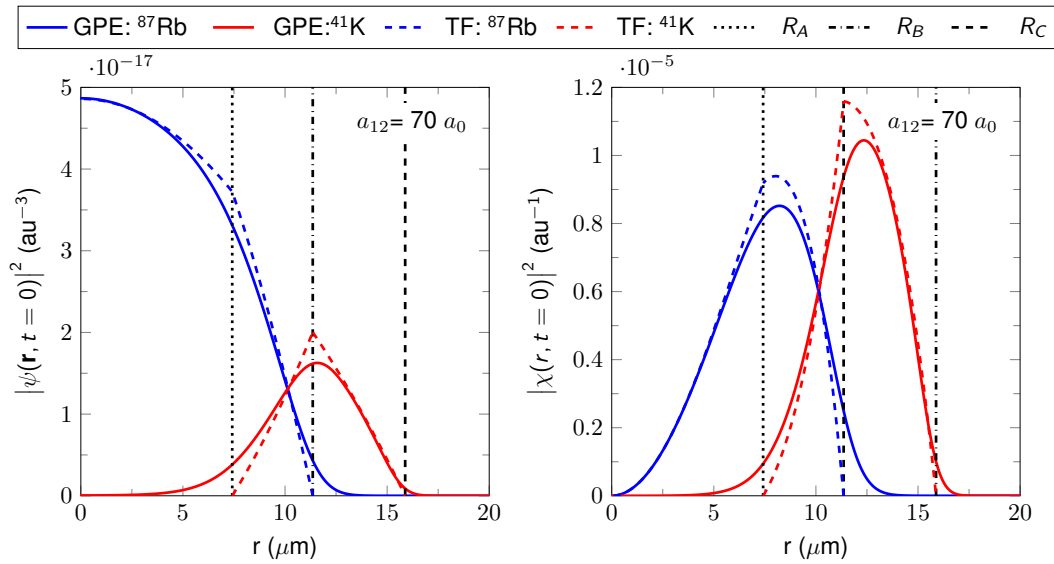 GPE: ⁸⁷Rb GPE:⁴¹K TF: ⁸⁷Rb TF: ⁴¹K R_A R_B R_C
·10⁻¹⁷
5
4
3
2
1
0
0 5 10 15 20
r (μm)
|ψ(r, t = 0)|² (au⁻³)
a₁₂= 70 a₀
·10⁻⁵
1.2
1
0.8
0.6
0.4
0.2
0
0 5 10 15 20
r (μm)
|χ(r, t = 0)|² (au⁻¹)
a₁₂= 70 a₀